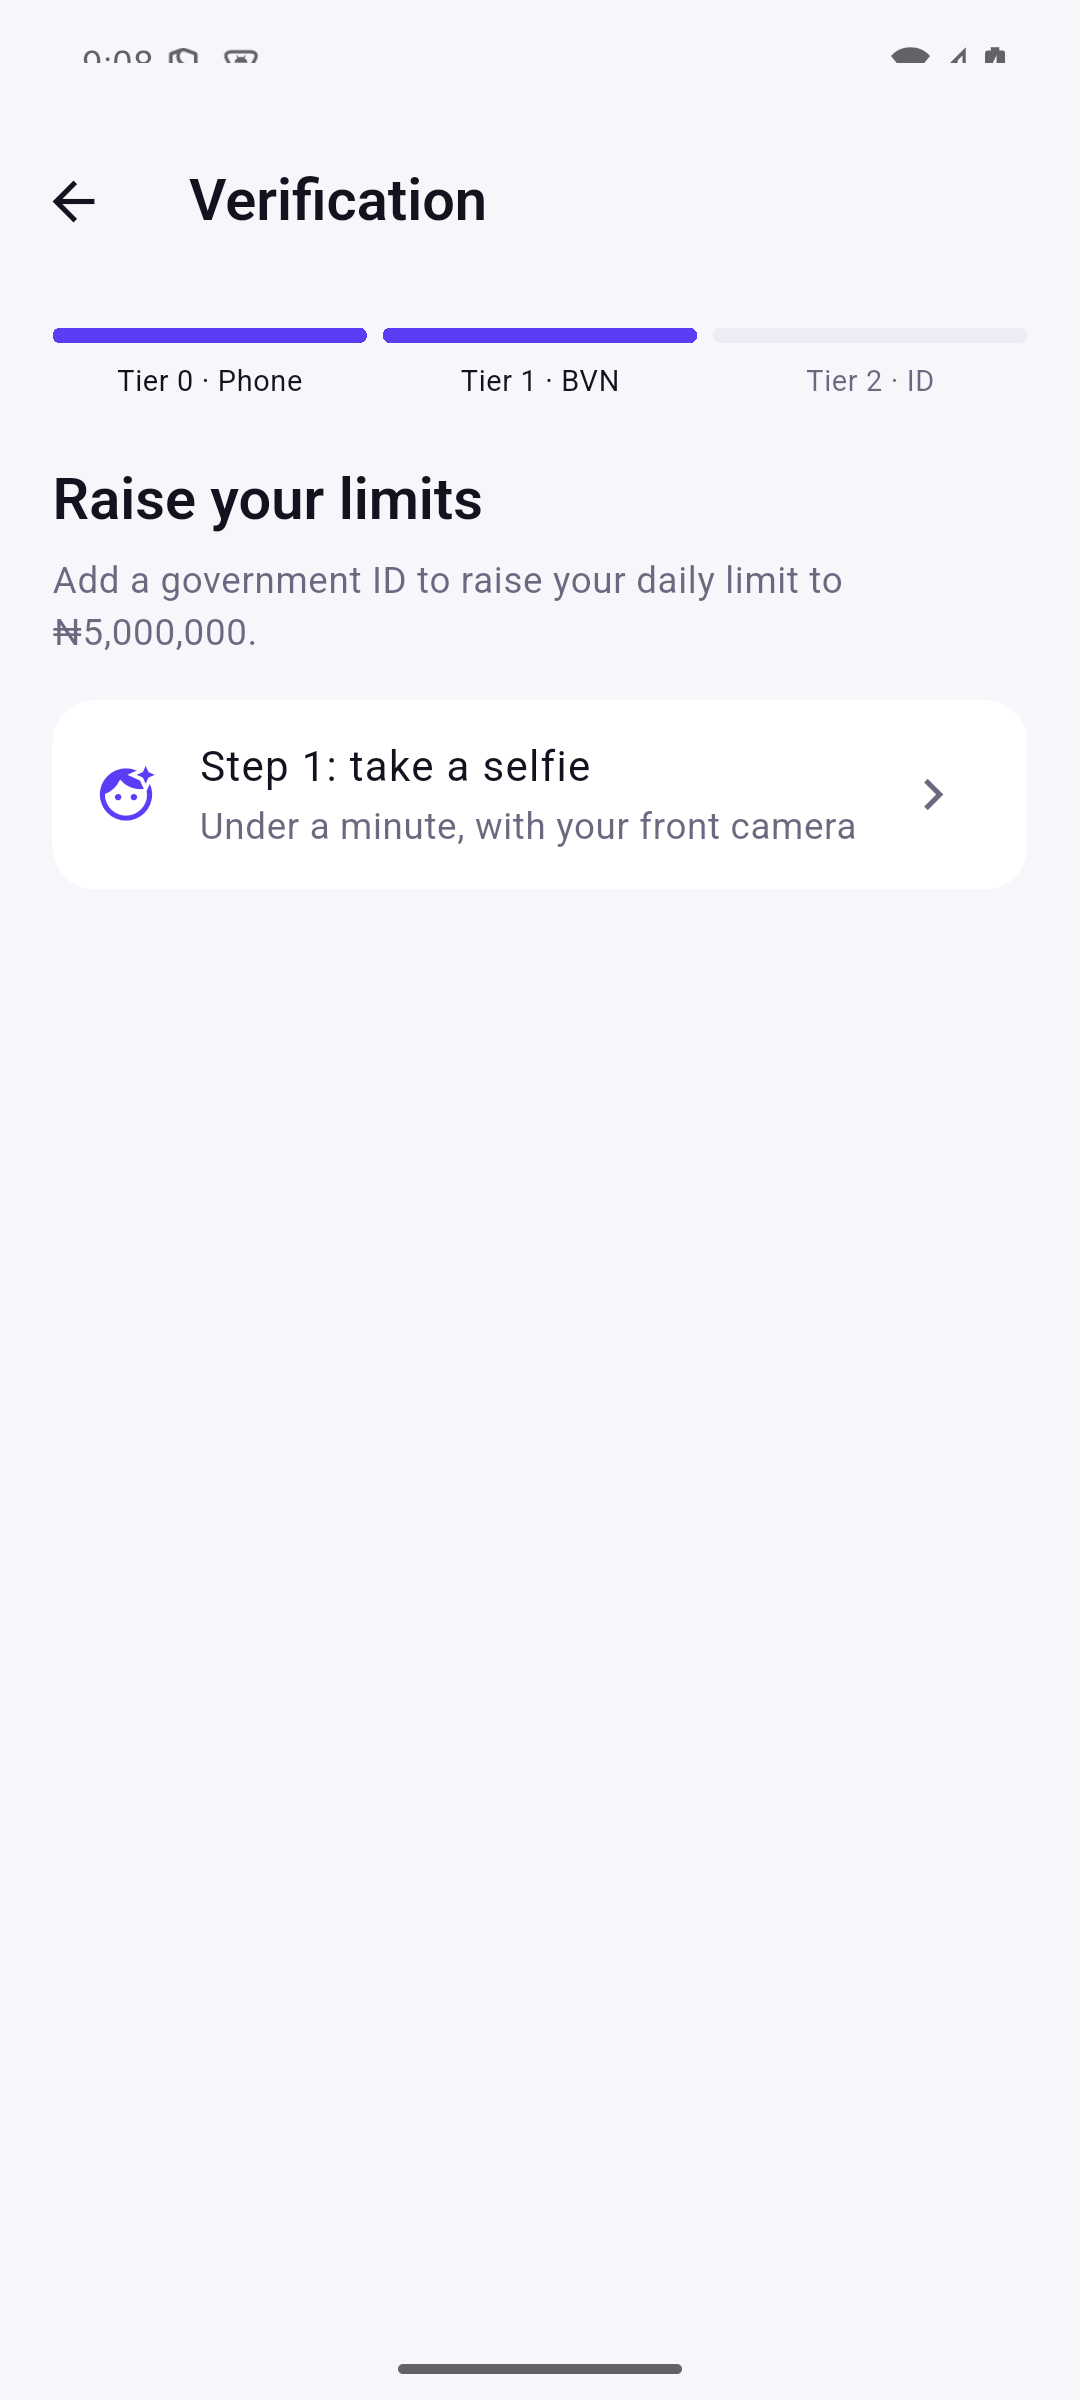 Verification
Tier 0 · Phone
Tier 1 · BVN
Tier 2 · ID
Raise your limits
Add a government ID to raise your daily limit to
₦5,000,000.
Step 1: take a selfie
Under a minute, with your front camera